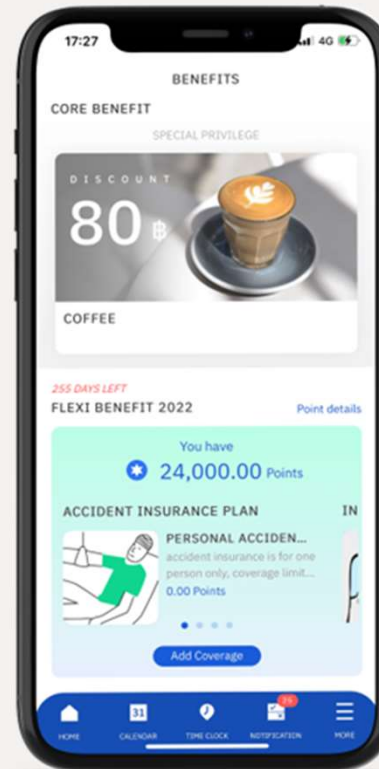 17:27
4G
BENEFITS
CORE BENEFIT
SPECIAL PRIVILEGE
DISCOUNT
80 ฿
COFFEE
255 DAYS LEFT
FLEXI BENEFIT 2022
Point details
You have
24,000.00 Points
ACCIDENT INSURANCE PLAN
IN
PERSONAL ACCIDEN...
accident insurance is for one
person only, coverage limit...
0.00 Points
Add Coverage
31
HOME
CALENDAR
TIME CLOCK
NOTIFICATION
MORE